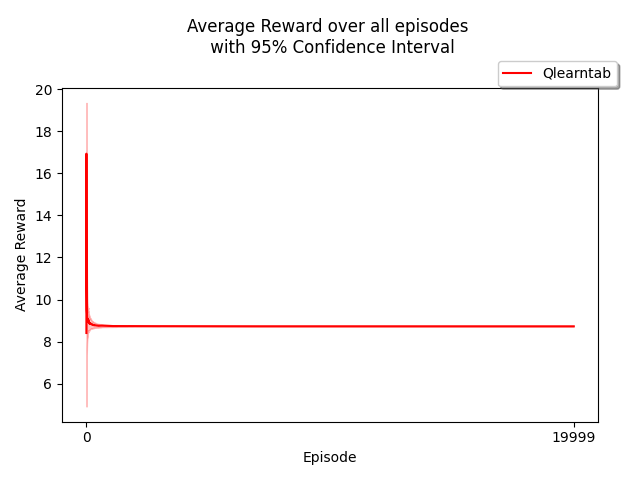 Average Reward over all episodes
with 95% Confidence Interval
Qlearntab
20
18
16
14
12
10
8
6
Average Reward
0
19999
Episode